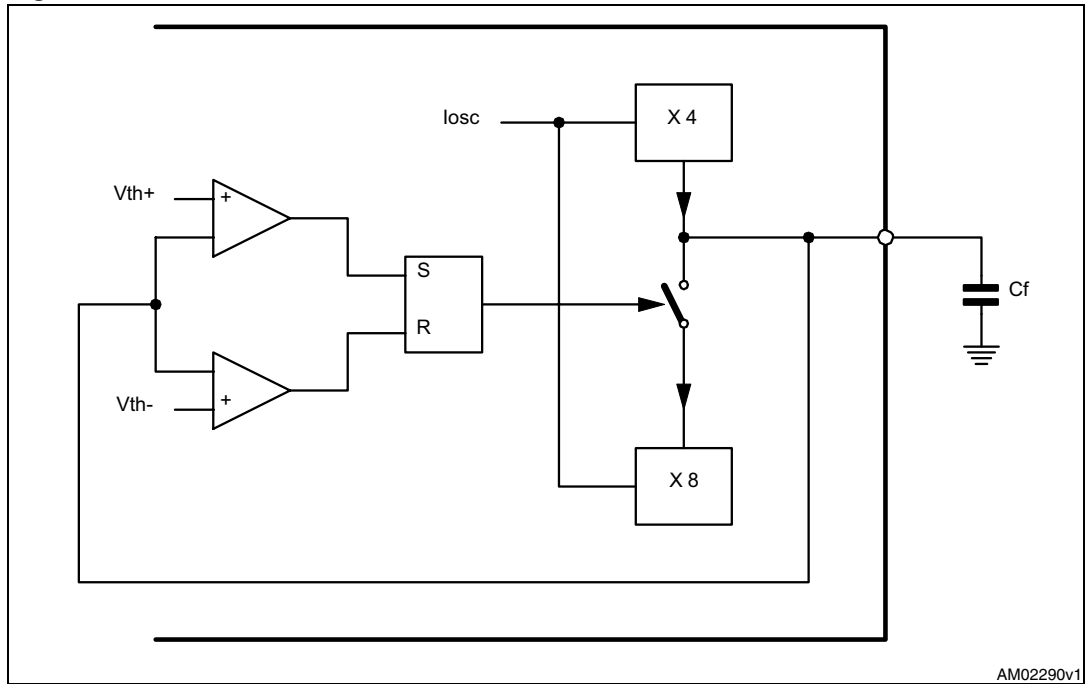 Iosc
X 4
Vth+
+
S
R
Cf
Vth-
+
X 8
AM02290v1